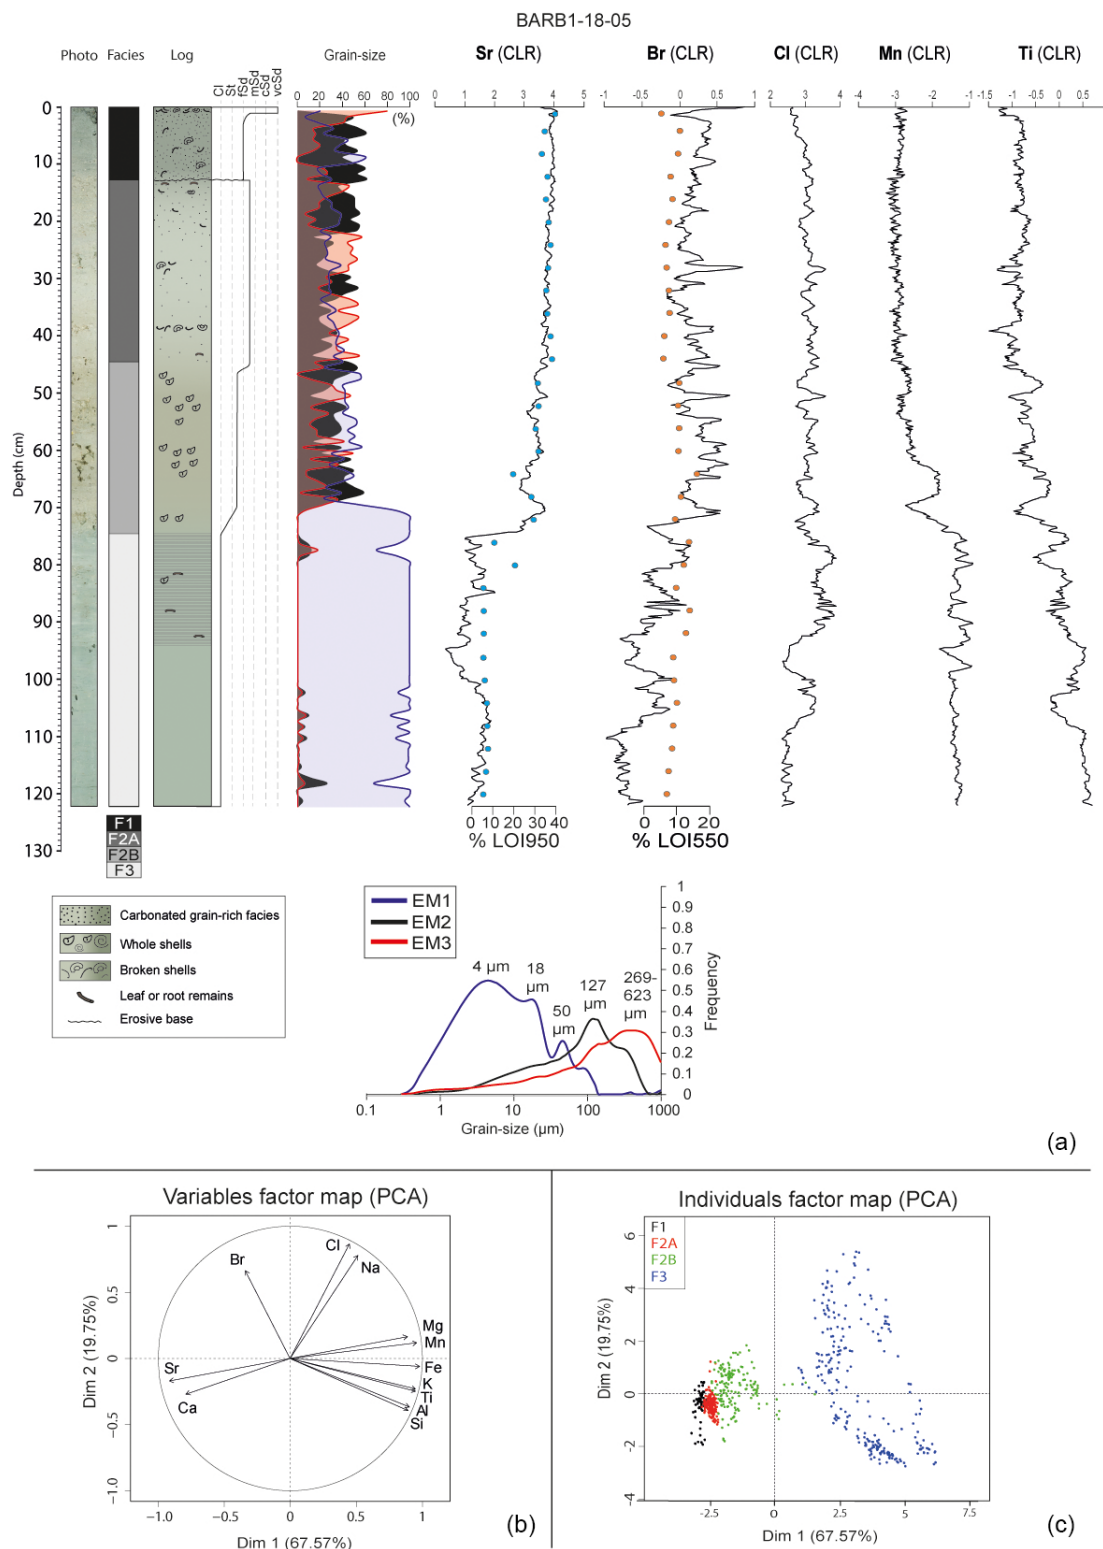 BARB1-18-05
Photo Facies Log Grain-size Sr (CLR) Br (CLR) Cl (CLR) Mn (CLR) Ti (CLR)
Cl St fSd mSd cSd vcSd
0 20 40 60 80 100 0 1 2 3 4 5 -1 -0.5 0 0.5 1 2 3 4 -4 -3 -2 -1 -1.5 -1 -0.5 0 0.6
(%)
Depth (cm)
0
10
20
30
40
50
60
70
80
90
100
110
120
130
0 10 20 30 40
% LOI950
0 10 20
% LOI550
F1
F2A
F2B
F3
Carbonated grain-rich facies
Whole shells
Broken shells
Leaf or root remains
Erosive base
EM1
EM2
EM3
4 µm
18 µm
50 µm
127 µm
269-623 µm
1
0.9
0.8
0.7
0.6
0.5
0.4
0.3
0.2
0.1
0
Frequency
0.1 1 10 100 1000
Grain-size (µm)
(a)
Variables factor map (PCA)
Dim 2 (19.75%)
1
0.5
0
−0.5
−1.0
Cl
Na
Br
Mg
Mn
Fe
K
Ti
Al
Si
Sr
Ca
−1.0 −0.5 0 0.5 1
Dim 1 (67.57%)
(b)
Individuals factor map (PCA)
F1
F2A
F2B
F3
Dim 2 (19.75%)
6
4
2
0
-2
-4
-2.5 0 2.5 5 7.5
Dim 1 (67.57%)
(c)